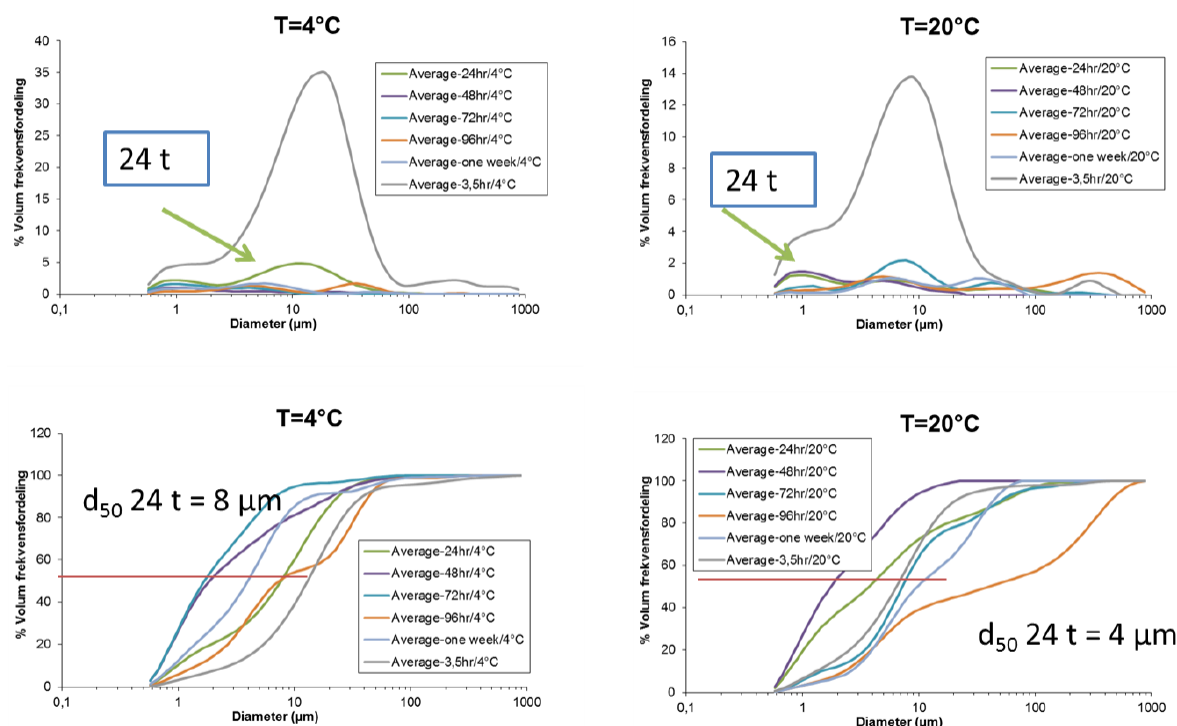 T=4°C
% Volum frekvensfordeling
40
35
30
25
20
15
10
5
0
0,1
1
10
100
1000
Diameter (µm)
Average-24hr/4°C
Average-48hr/4°C
Average-72hr/4°C
Average-96hr/4°C
Average-one week/4°C
Average-3,5hr/4°C
24 t
T=20°C
% Volum frekvensfordeling
16
14
12
10
8
6
4
2
0
0,1
1
10
100
1000
Diameter (µm)
Average-24hr/20°C
Average-48hr/20°C
Average-72hr/20°C
Average-96hr/20°C
Average-one week/20°C
Average-3,5hr/20°C
24 t
T=4°C
% Volum frekvensfordeling
120
100
80
60
40
20
0
0,1
1
10
100
1000
Diameter (µm)
d50 24 t = 8 µm
Average-24hr/4°C
Average-48hr/4°C
Average-72hr/4°C
Average-96hr/4°C
Average-one week/4°C
Average-3,5hr/4°C
T=20°C
% Volum frekvensfordeling
120
100
80
60
40
20
0
0,1
1
10
100
1000
Diameter (µm)
Average-24hr/20°C
Average-48hr/20°C
Average-72hr/20°C
Average-96hr/20°C
Average-one week/20°C
Average-3,5hr/20°C
d50 24 t = 4 µm